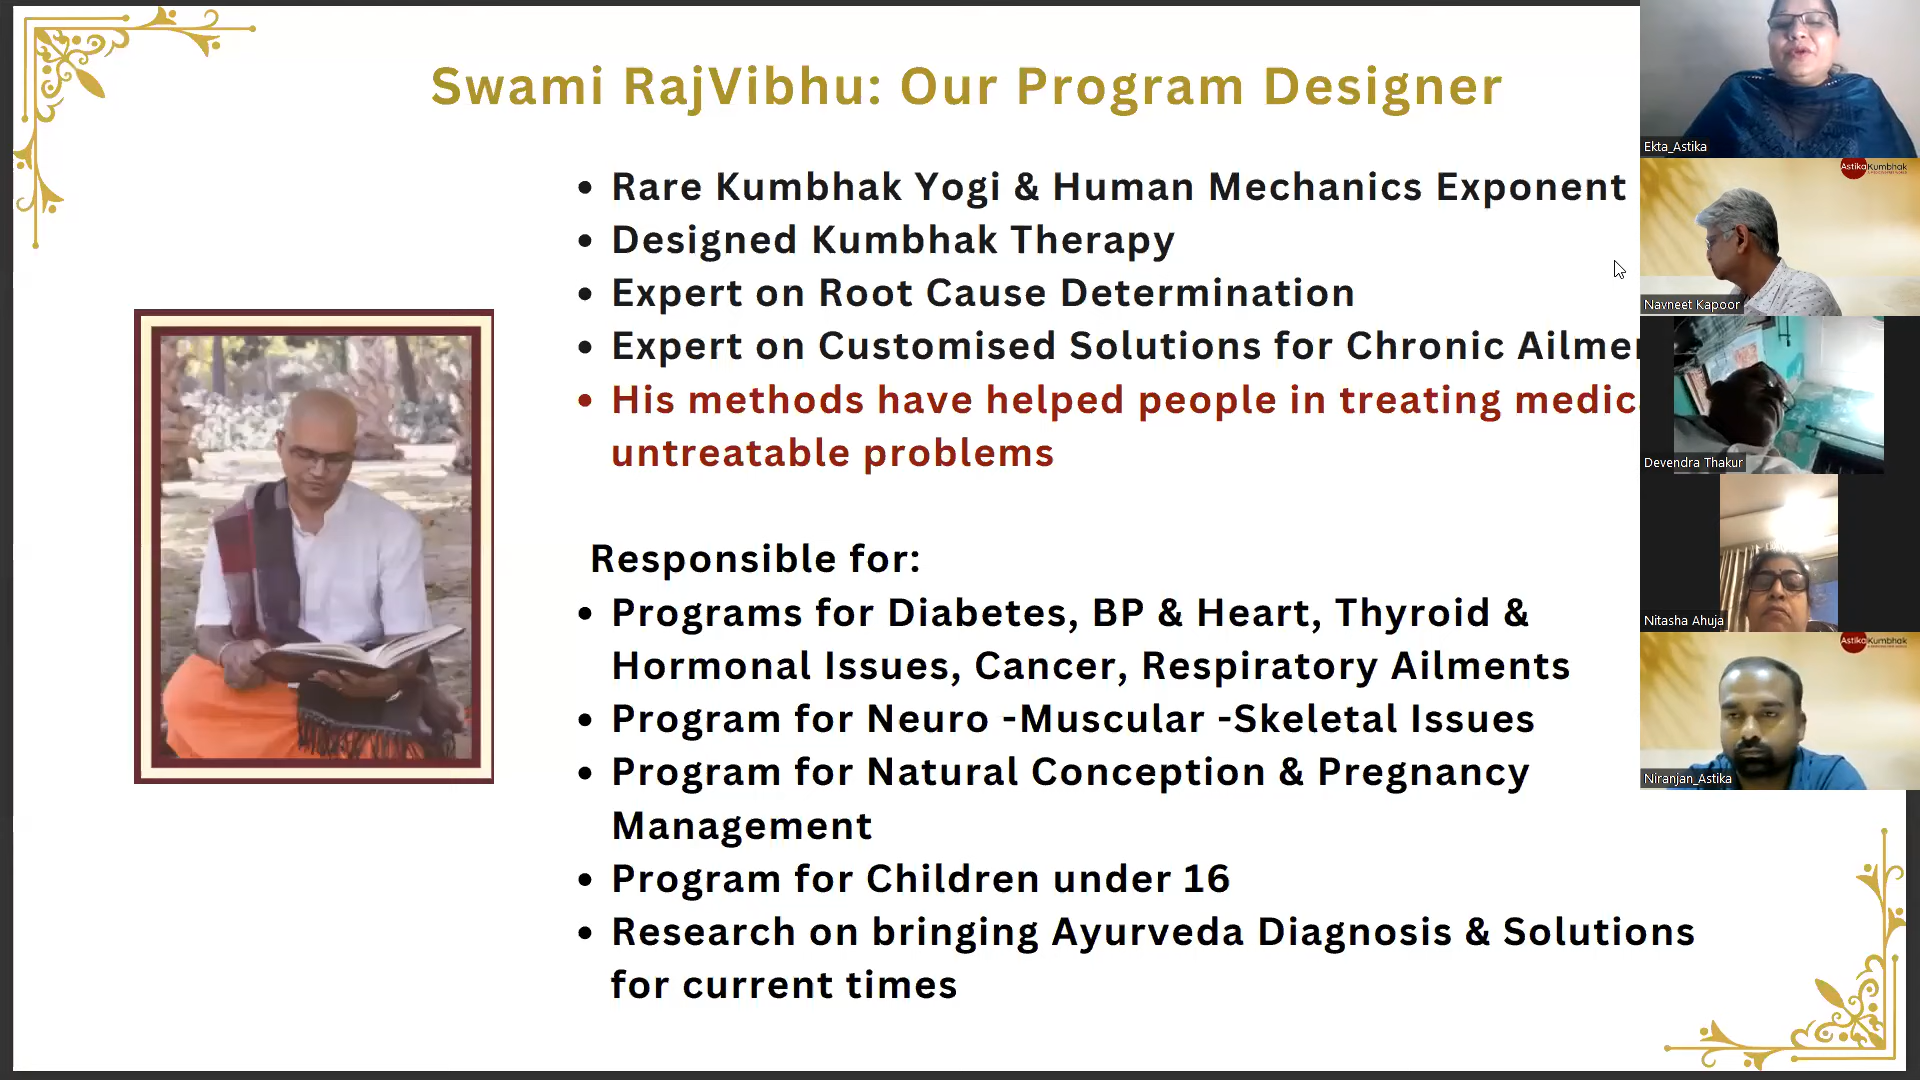 Swami RajVibhu: Our Program Designer
• Rare Kumbhak Yogi & Human Mechanics Exponent
• Designed Kumbhak Therapy
• Expert on Root Cause Determination
• Expert on Customised Solutions for Chronic
• His methods have helped people in treating
untreatable problems
Responsible for:
• Programs for Diabetes, BP & Heart, Thyroid &
Hormonal Issues, Cancer, Respiratory Ailments
• Program for Neuro -Muscular -Skeletal Issues
• Program for Natural Conception & Pregnancy
Management
• Program for Children under 16
• Research on bringing Ayurveda Diagnosis & Solutions
for current times
Ekta_Astika
AstikaKumbhak
Navneet Kapoor
Devendra Thakur
Nitasha Ahuja
AstikaKumbhak
Niranjan_Astika